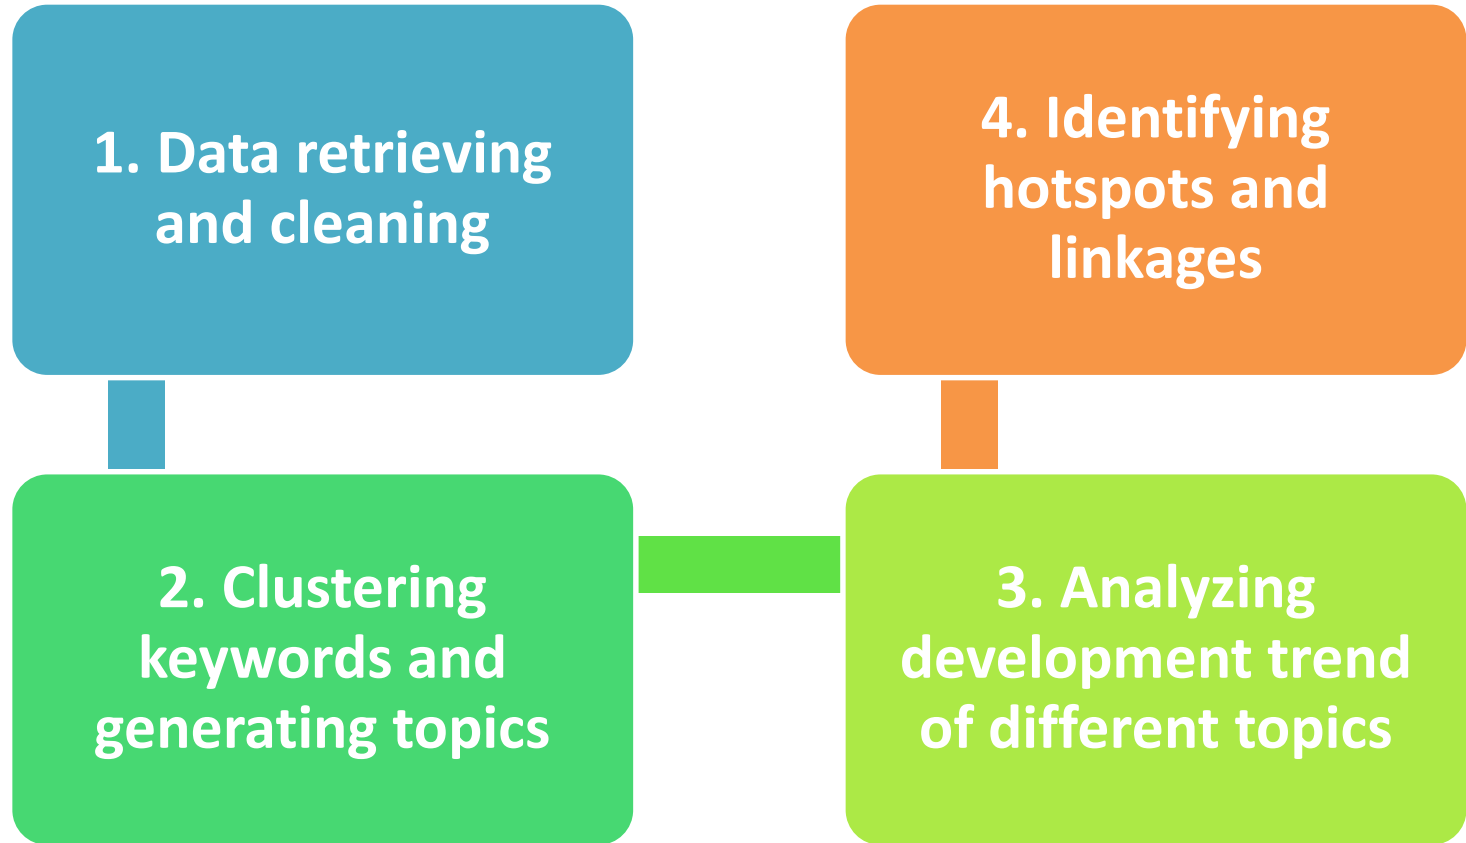 1. Data retrieving
and cleaning
2. Clustering
keywords and
generating topics
3. Analyzing
development trend
of different topics
4. Identifying
hotspots and
linkages